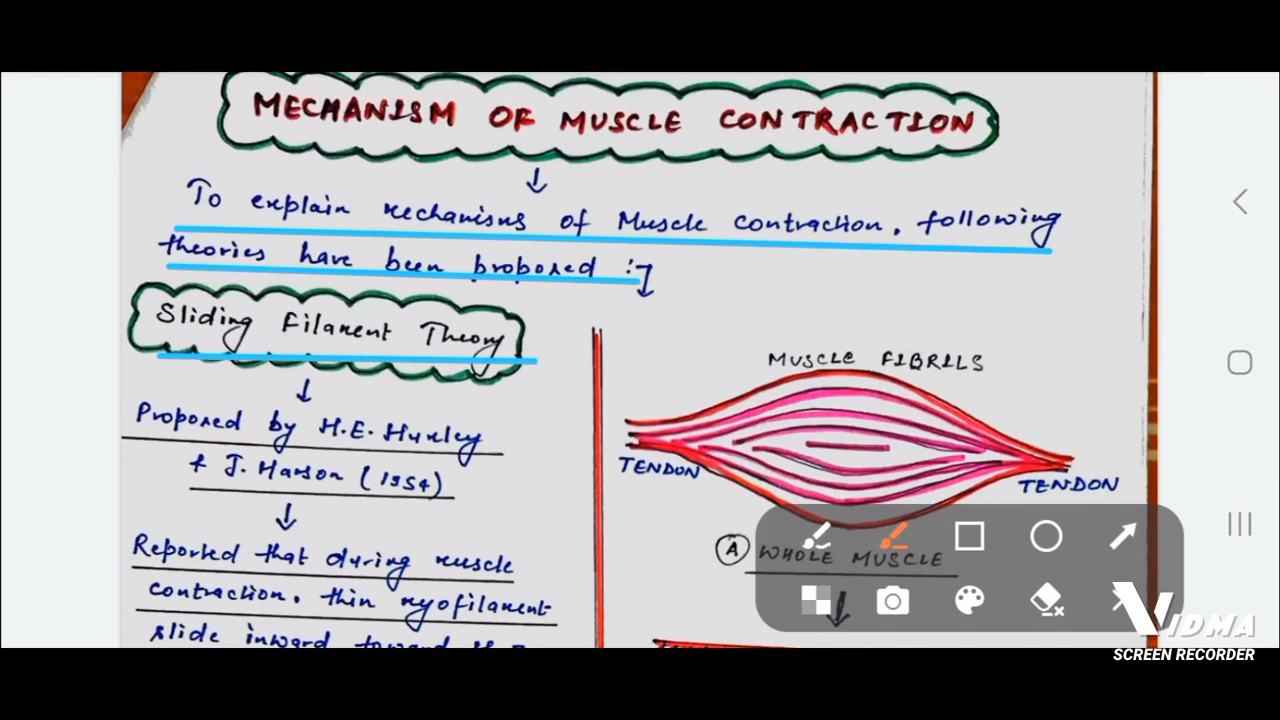 MECHANISM OF MUSCLE CONTRACTION
To explain mechanisms of Muscle contraction, following
theories have been proposed :
Sliding Filament Theory
Proposed by H.E. Huxley
& J. Hanson (1954)
Reported that during muscle
contraction, thin myofilament
slide inward toward
MUSCLE FIBRILS
TENDON
TENDON
A WHOLE MUSCLE
VIDMA
SCREEN RECORDER